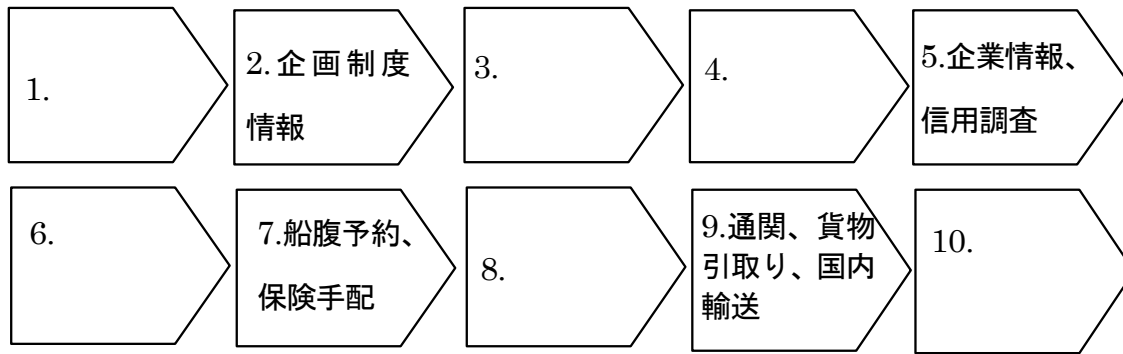 1.
2.企画制度
情報
3.
4.
5.企業情報、
信用調査
6.
7.船腹予約、
保険手配
8.
9.通関、貨物
引取り、国内
輸送
10.